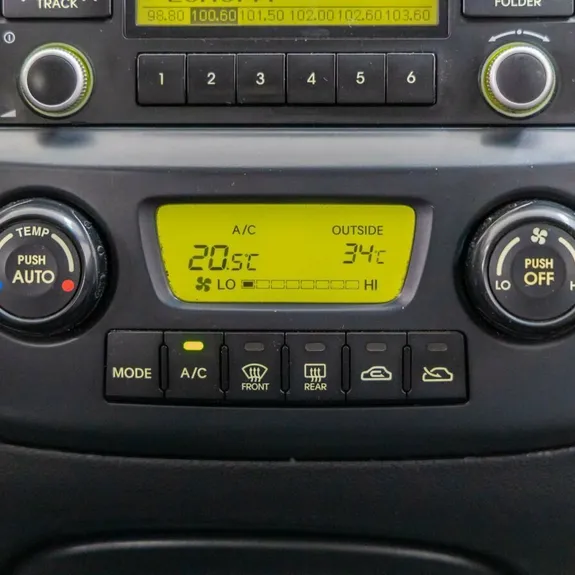 TRACK
FOLDER
98.80 100.60 101.50 102.00 102.60 103.60
1 2 3 4 5 6
TEMP
PUSH
AUTO
A/C OUTSIDE
20.5℃ 34℃
LO HI
PUSH
OFF
LO H
MODE A/C FRONT REAR